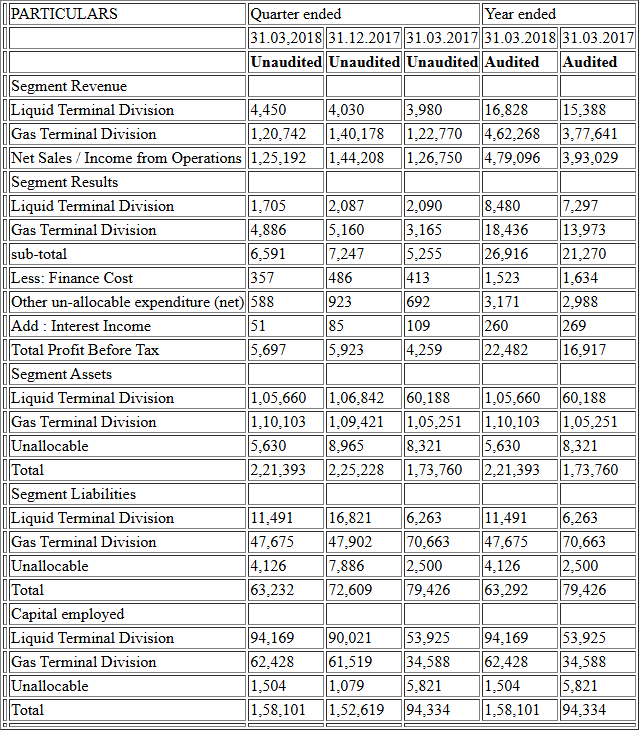 PARTICULARS Quarter ended Year ended
31.03,2018 31.12.2017 31.03.2017 31.03.2018 31.03.2017
Unaudited Unaudited Unaudited Audited Audited
Segment Revenue
Liquid Terminal Division 4,450 4,030 3,980 16,828 15,388
Gas Terminal Division 1,20,742 1,40,178 1,22,770 4,62,268 3,77,641
Net Sales / Income from Operations 1,25,192 1,44,208 1,26,750 4,79,096 3,93,029
Segment Results
Liquid Terminal Division 1,705 2,087 2,090 8,480 7,297
Gas Terminal Division 4,886 5,160 3,165 18,436 13,973
sub-total 6,591 7,247 5,255 26,916 21,270
Less: Finance Cost 357 486 413 1,523 1,634
Other un-allocable expenditure (net) 588 923 692 3,171 2,988
Add : Interest Income 51 85 109 260 269
Total Profit Before Tax 5,697 5,923 4,259 22,482 16,917
Segment Assets
Liquid Terminal Division 1,05,660 1,06,842 60,188 1,05,660 60,188
Gas Terminal Division 1,10,103 1,09,421 1,05,251 1,10,103 1,05,251
Unallocable 5,630 8,965 8,321 5,630 8,321
Total 2,21,393 2,25,228 1,73,760 2,21,393 1,73,760
Segment Liabilities
Liquid Terminal Division 11,491 16,821 6,263 11,491 6,263
Gas Terminal Division 47,675 47,902 70,663 47,675 70,663
Unallocable 4,126 7,886 2,500 4,126 2,500
Total 63,232 72,609 79,426 63,292 79,426
Capital employed
Liquid Terminal Division 94,169 90,021 53,925 94,169 53,925
Gas Terminal Division 62,428 61,519 34,588 62,428 34,588
Unallocable 1,504 1,079 5,821 1,504 5,821
Total 1,58,101 1,52,619 94,334 1,58,101 94,334